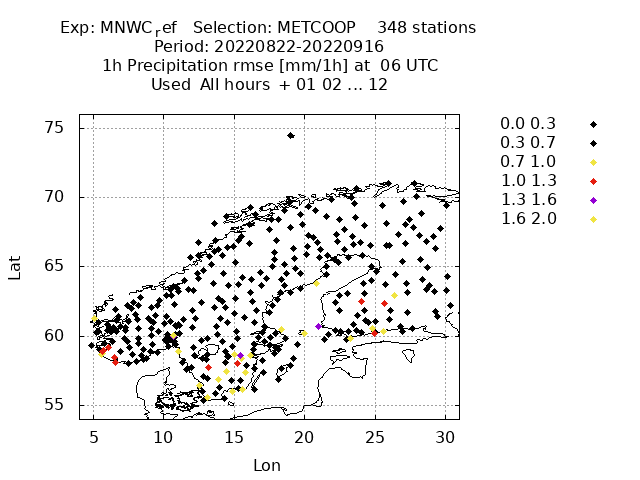 Exp: MNWC_ref   Selection: METCOOP    348 stations
Period: 20220822-20220916
1h Precipitation rmse [mm/1h] at  06 UTC
Used  All hours  + 01 02 ... 12
75
70
65
60
55
Lat
5 10 15 20 25 30
Lon
0.0 0.3
0.3 0.7
0.7 1.0
1.0 1.3
1.3 1.6
1.6 2.0